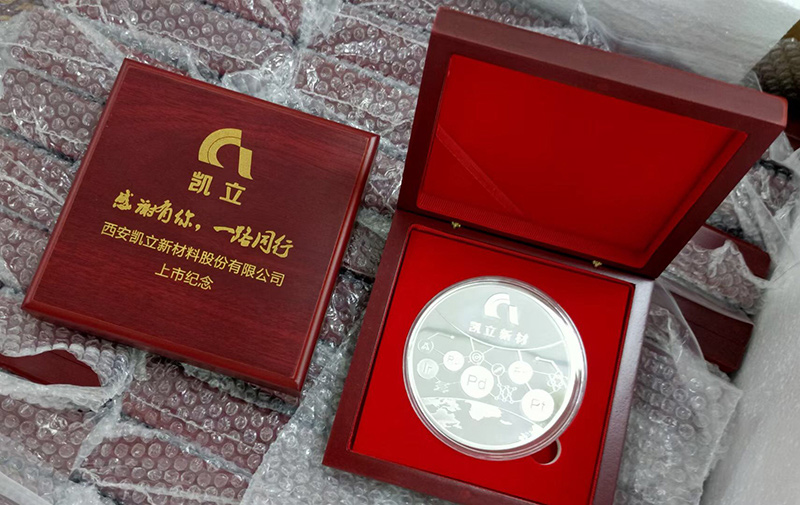 凯立
感谢有你，一路同行
西安凯立新材料股份有限公司
上市纪念
凯立新材
Ir
Pd
Pt